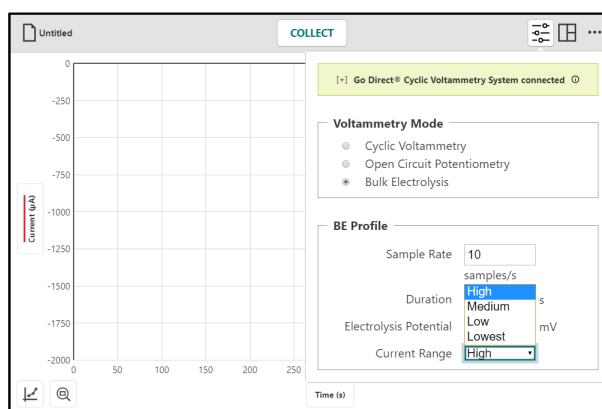 Untitled
COLLECT
[+] Go Direct® Cyclic Voltammetry System connected
Voltammetry Mode
Cyclic Voltammetry
Open Circuit Potentiometry
Bulk Electrolysis
BE Profile
Sample Rate 10
samples/s
Duration s
Electrolysis Potential mV
High
Medium
Low
Lowest
Current Range High
Current (µA)
0
-250
-500
-750
-1000
-1250
-1500
-1750
-2000
0 50 100 150 200 250
Time (s)